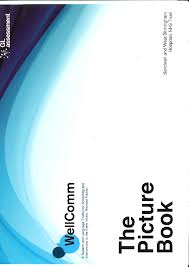 GL
assessment
Sandwell and West Birmingham
Hospitals NHS Trust
WellComm
The
Picture
Book